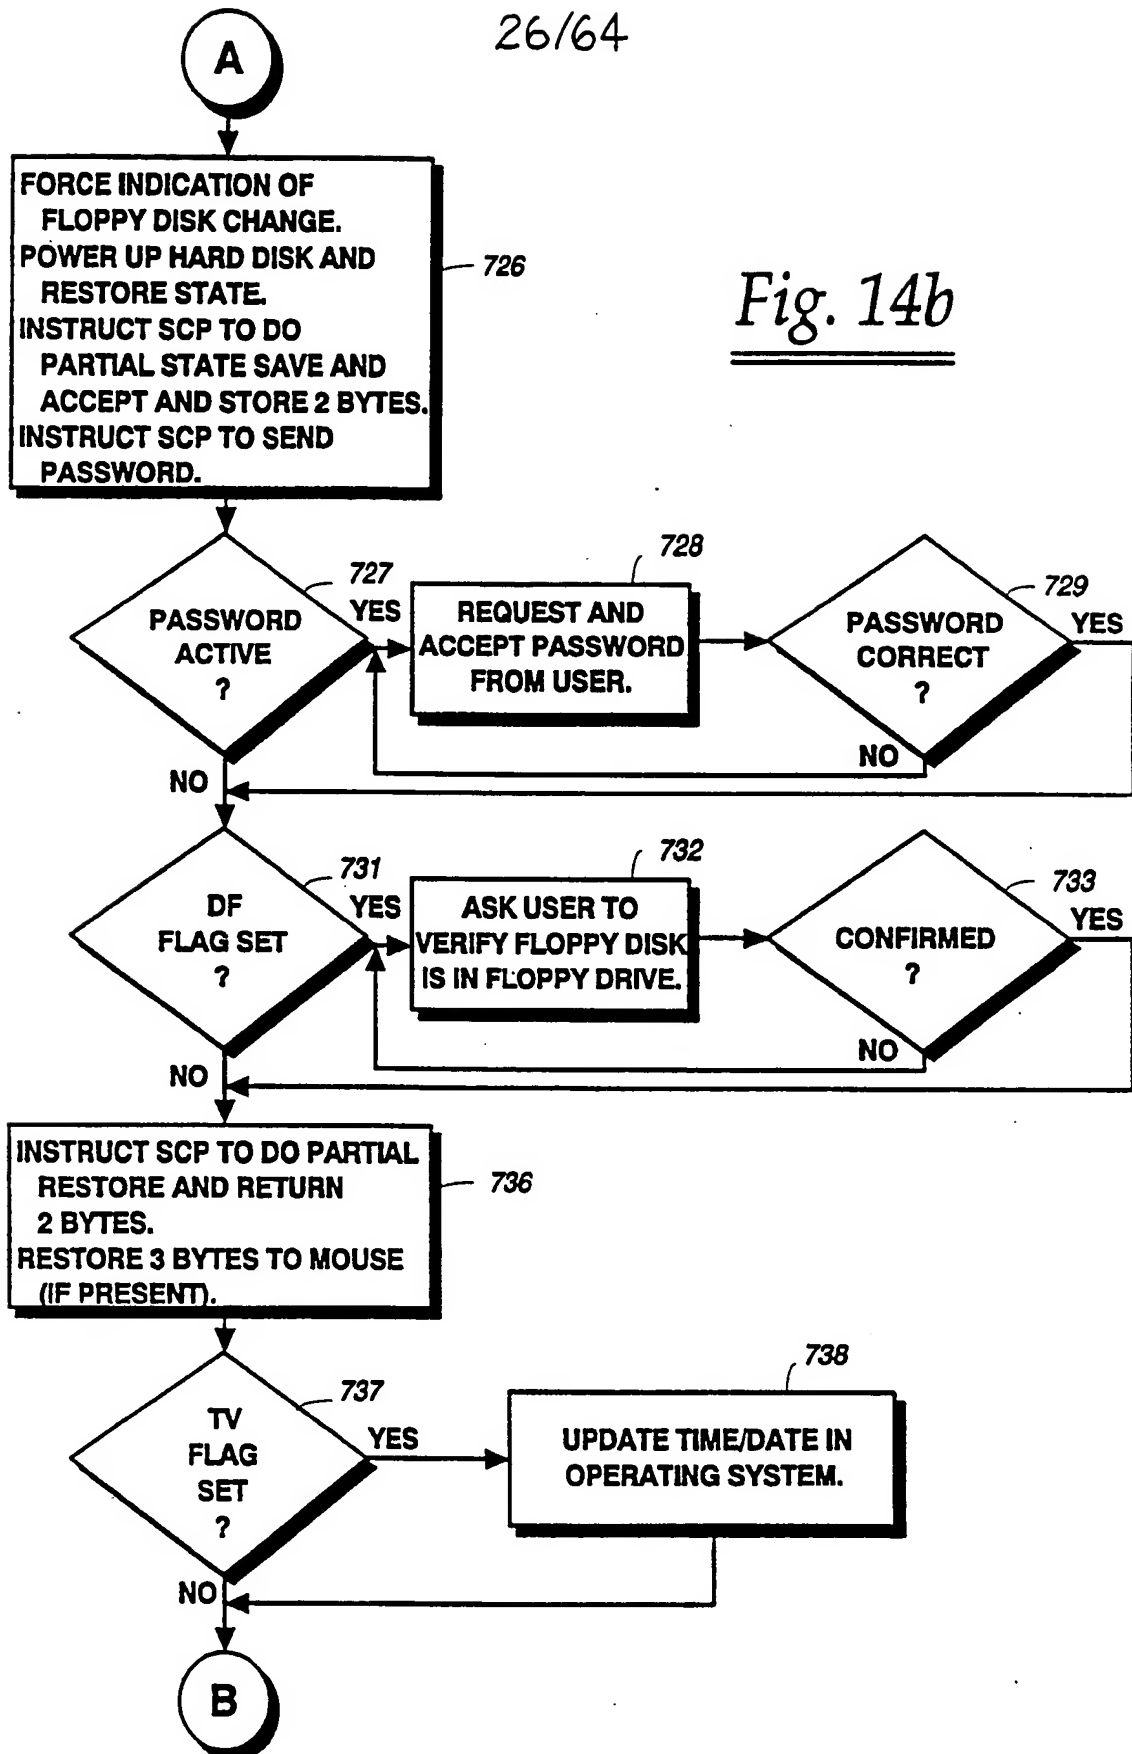 26/64
A
FORCE INDICATION OF
FLOPPY DISK CHANGE.
POWER UP HARD DISK AND
RESTORE STATE.
INSTRUCT SCP TO DO
PARTIAL STATE SAVE AND
ACCEPT AND STORE 2 BYTES.
INSTRUCT SCP TO SEND
PASSWORD.
726
Fig. 14b
PASSWORD
ACTIVE
?
727
YES
NO
REQUEST AND
ACCEPT PASSWORD
FROM USER.
728
PASSWORD
CORRECT
?
729
YES
NO
DF
FLAG SET
?
731
YES
NO
ASK USER TO
VERIFY FLOPPY DISK
IS IN FLOPPY DRIVE.
732
CONFIRMED
?
733
YES
NO
INSTRUCT SCP TO DO PARTIAL
RESTORE AND RETURN
2 BYTES.
RESTORE 3 BYTES TO MOUSE
(IF PRESENT).
736
TV
FLAG
SET
?
737
YES
NO
UPDATE TIME/DATE IN
OPERATING SYSTEM.
738
B